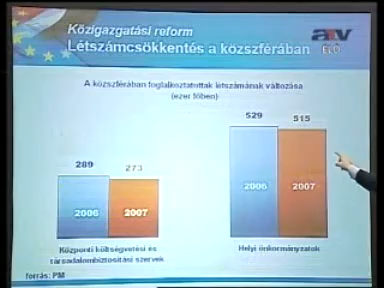 Közigazgatási reform
Létszámcsökkentés a közszférában
atv
ÉLŐ
A közszférában foglalkoztatottak létszámának változása
(ezer főben)
289
273
529
515
2006
2007
2006
2007
Központi költségvetési és
társadalombiztosítási szervek
Helyi önkormányzatok
forrás: PM